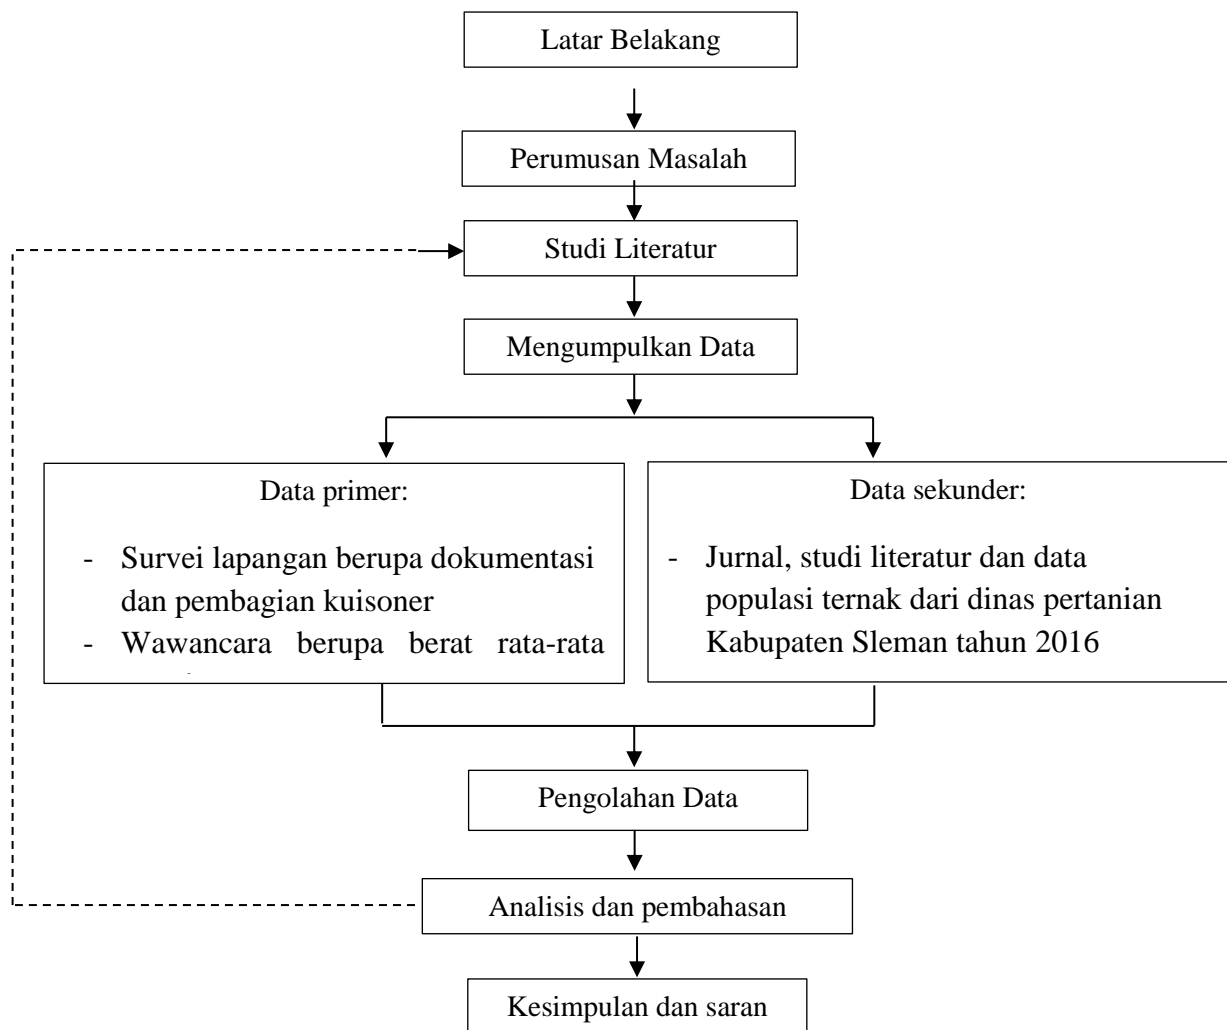 Latar Belakang
Perumusan Masalah
Studi Literatur
Mengumpulkan Data
Data primer:
- Survei lapangan berupa dokumentasi
dan pembagian kuisoner
- Wawancara berupa berat rata-rata
Data sekunder:
- Jurnal, studi literatur dan data
populasi ternak dari dinas pertanian
Kabupaten Sleman tahun 2016
Pengolahan Data
Analisis dan pembahasan
Kesimpulan dan saran